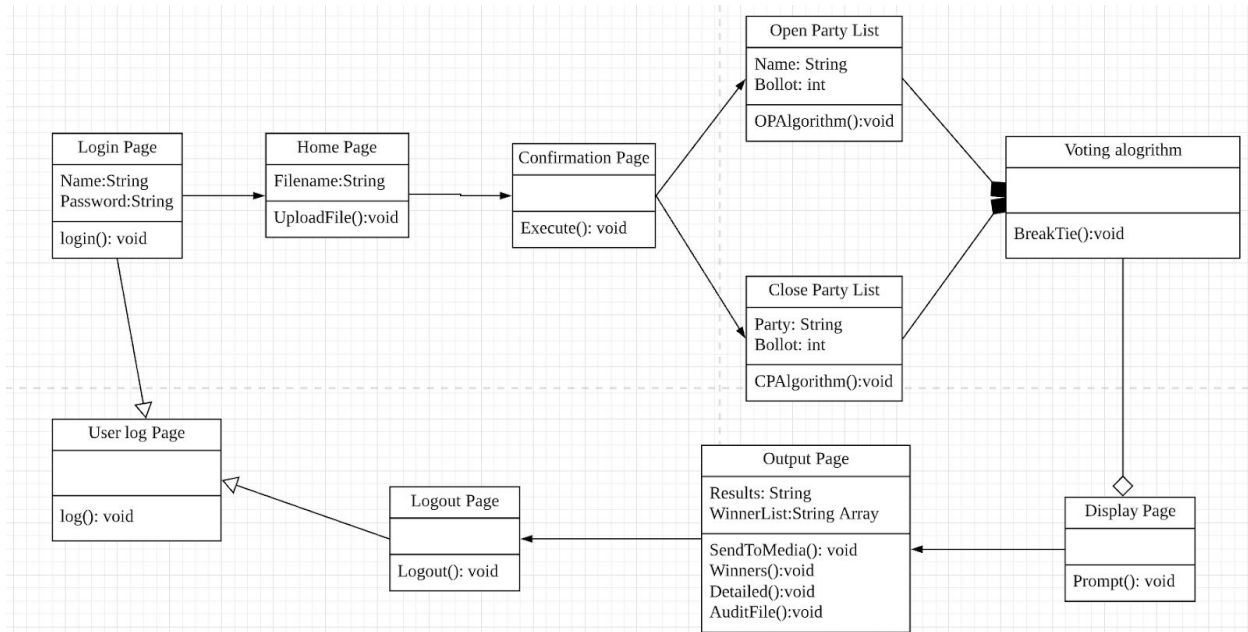 Open Party List
Name: String
Bollot: int
OPAlgorithm():void
Login Page
Name:String
Password:String
login(): void
Home Page
Filename:String
UploadFile():void
Confirmation Page
Execute(): void
Voting alogrithm
BreakTie():void
Close Party List
Party: String
Bollot: int
CPAlgorithm():void
User log Page
log(): void
Logout Page
Logout(): void
Output Page
Results: String
WinnerList:String Array
SendToMedia(): void
Winners():void
Detailed():void
AuditFile():void
Display Page
Prompt(): void